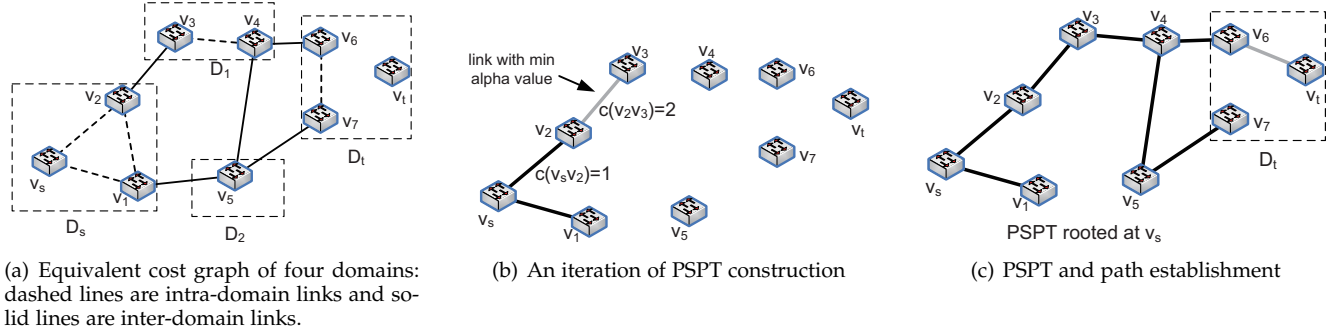 v3
v4
v6
D1
vt
v2
v7
Dt
vs
v1
v5
Ds
D2
(a) Equivalent cost graph of four domains:
dashed lines are intra-domain links and so-
lid lines are inter-domain links.
v3
v4
link with min
alpha value
v6
c(v2v3)=2
vt
v2
v7
c(vsv2)=1
vs
v1
v5
(b) An iteration of PSPT construction
v3
v4
v6
vt
v2
v7
Dt
vs
v1
v5
PSPT rooted at vs
(c) PSPT and path establishment